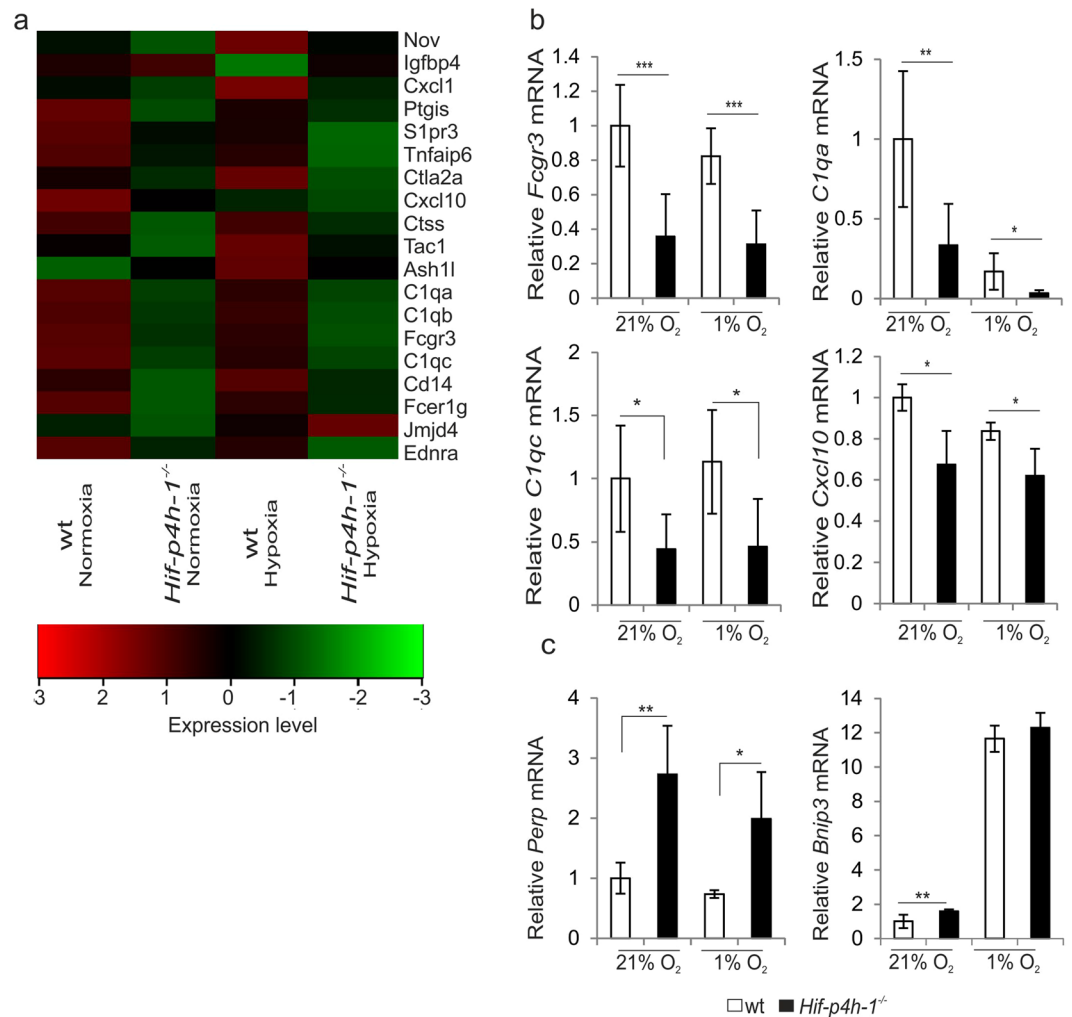 a
Nov
Igfbp4
Cxcl1
Ptgis
S1pr3
Tnfaip6
Ctla2a
Cxcl10
Ctss
Tac1
Ash1l
C1qa
C1qb
Fcgr3
C1qc
Cd14
Fcer1g
Jmjd4
Ednra
wt
Normoxia
Hif-p4h-1-/-
Normoxia
wt
Hypoxia
Hif-p4h-1-/-
Hypoxia
3 2 1 0 -1 -2 -3
Expression level
b
Relative Fcgr3 mRNA
1.4
1.2
1
0.8
0.6
0.4
0.2
0
***
***
21% O2 1% O2
Relative C1qa mRNA
1.5
1
0.5
0
**
*
21% O2 1% O2
Relative C1qc mRNA
2
1.5
1
0.5
0
*
*
21% O2 1% O2
Relative Cxcl10 mRNA
1.2
1
0.8
0.6
0.4
0.2
0
*
*
21% O2 1% O2
c
Relative Perp mRNA
4
3
2
1
0
**
*
21% O2 1% O2
Relative Bnip3 mRNA
14
12
10
8
6
4
2
0
**
21% O2 1% O2
wt Hif-p4h-1-/-